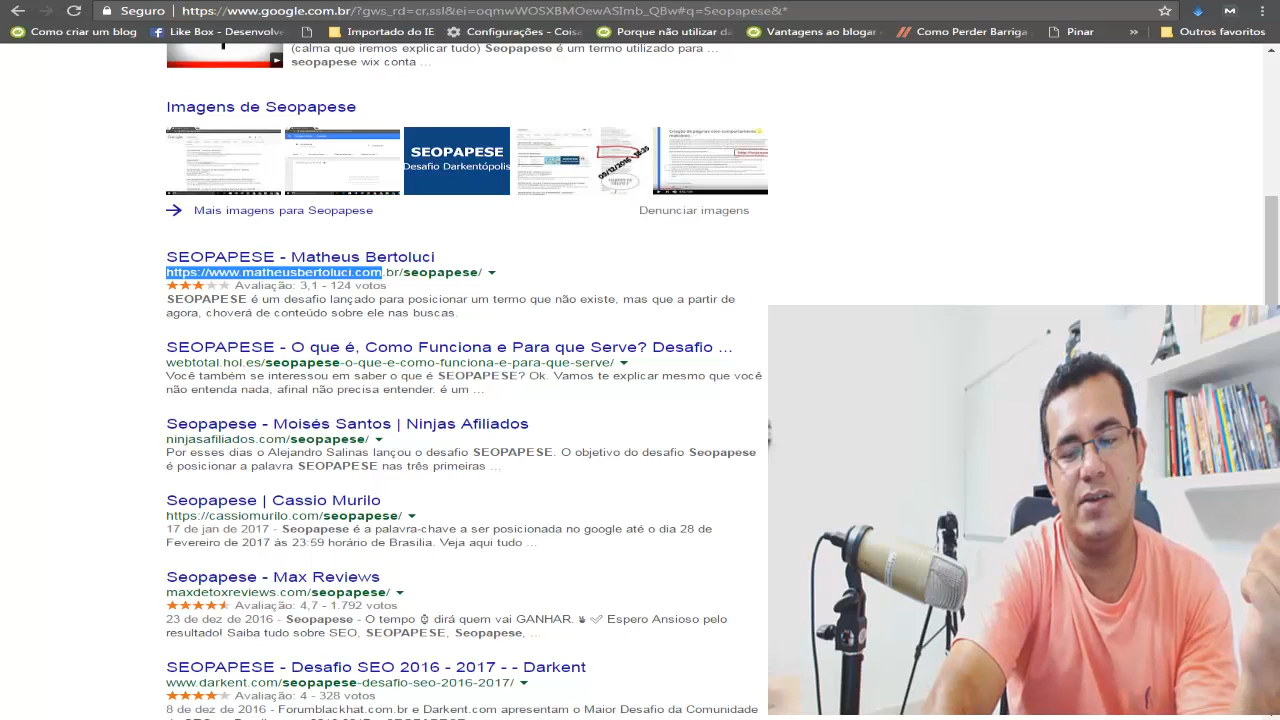 Seguro | https://www.google.com.br/?gws_rd=cr,ssl&ei=oqmwWOSXBMOewASImb_QBw#q=Seopapese&*
Como criar um blog Like Box - Desenvolve Importado do IE Configurações - Cois Porque não utilizar da Vantagens ao blogar Como Perder Barriga Pinar » Outros favoritos
(calma que iremos explicar tudo) Seopapese é um termo utilizado para ...
seopapese wix conta ...
Imagens de Seopapese
SEOPAPESE
Desafio Darkentópolis
Mais imagens para Seopapese Denunciar imagens
SEOPAPESE - Matheus Bertoluci
https://www.matheusbertoluci.com.br/seopapese/
Avaliação: 3,1 - 124 votos
SEOPAPESE é um desafio lançado para posicionar um termo que não existe, mas que a partir de
agora, choverá de conteúdo sobre ele nas buscas.
SEOPAPESE - O que é, Como Funciona e Para que Serve? Desafio ...
webtotal.hol.es/seopapese-o-que-e-como-funciona-e-para-que-serve/
Você também se interessou em saber o que é SEOPAPESE? Ok. Vamos te explicar mesmo que você
não entenda nada, afinal não precisa entender, é um ...
Seopapese - Moisés Santos | Ninjas Afiliados
ninjasafiliados.com/seopapese/
Por esses dias o Alejandro Salinas lançou o desafio SEOPAPESE. O objetivo do desafio Seopapese
é posicionar a palavra SEOPAPESE nas três primeiras ...
Seopapese | Cassio Murilo
https://cassiomurilo.com/seopapese/
17 de jan de 2017 - Seopapese é a palavra-chave a ser posicionada no google até o dia 28 de
Fevereiro de 2017 às 23:59 horário de Brasilia. Veja aqui tudo ...
Seopapese - Max Reviews
maxdetoxreviews.com/seopapese/
Avaliação: 4,7 - 1.792 votos
23 de dez de 2016 - Seopapese - O tempo ⌚ dirá quem vai GANHAR. Espero Ansioso pelo
resultado! Saiba tudo sobre SEO, SEOPAPESE, Seopapese, ...
SEOPAPESE - Desafio SEO 2016 - 2017 - - Darkent
www.darkent.com/seopapese-desafio-seo-2016-2017/
Avaliação: 4 - 328 votos
8 de dez de 2016 - Forumblackhat.com.br e Darkent.com apresentam o Maior Desafio da Comunidade